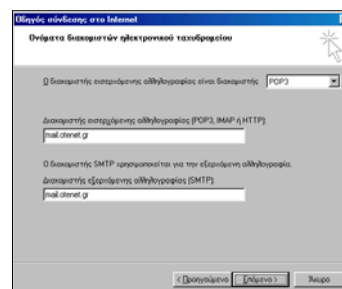 Οδηγός σύνδεσης στο Internet
Ονόματα διακομιστών ηλεκτρονικού ταχυδρομείου
Ο διακομιστής εισερχόμενης αλληλογραφίας είναι διακομιστής POP3
Διακομιστής εισερχόμενης αλληλογραφίας (POP3, IMAP ή HTTP):
mail.otenet.gr
Ο διακομιστής SMTP χρησιμοποιείται για την εξερχόμενη αλληλογραφία.
Διακομιστής εξερχόμενης αλληλογραφίας (SMTP):
mail.otenet.gr
< Προηγούμενο Επόμενο > Άκυρο